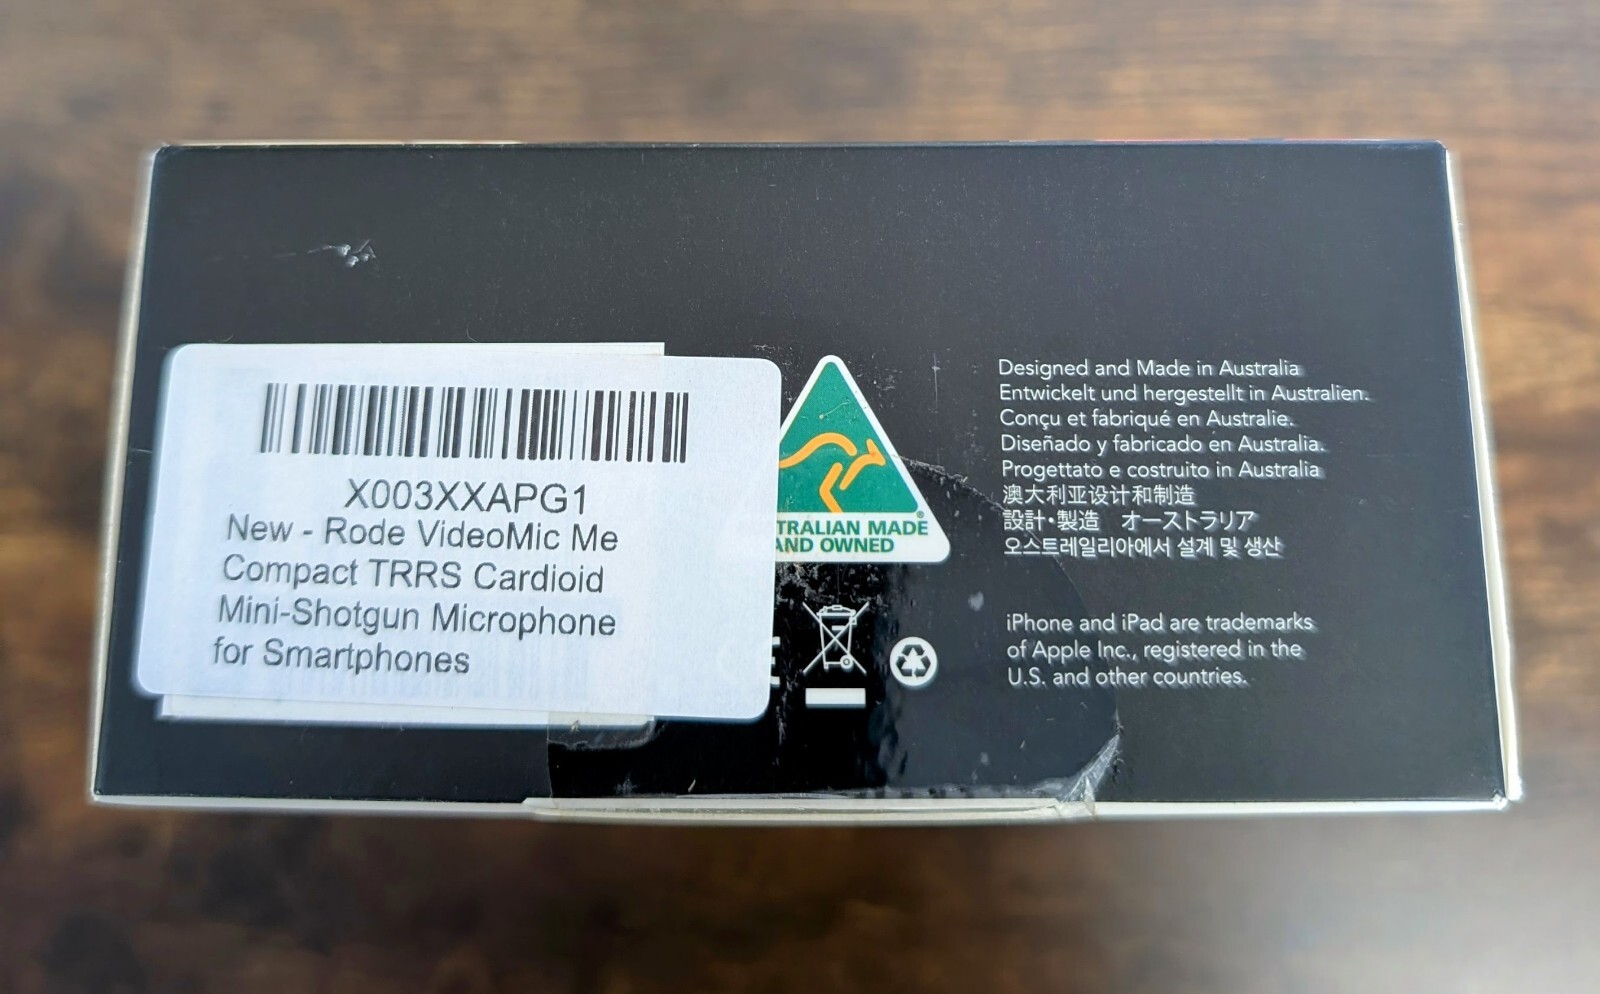 X003XXAPG1
New - Rode VideoMic Me
Compact TRRS Cardioid
Mini-Shotgun Microphone
for Smartphones
TRALIAN MADE
AND OWNED
Designed and Made in Australia
Entwickelt und hergestellt in Australien.
Conçu et fabriqué en Australie.
Diseñado y fabricado en Australia.
Progettato e costruito in Australia
澳大利亚设计和制造
設計・製造　オーストラリア
오스트레일리아에서 설계 및 생산
iPhone and iPad are trademarks
of Apple Inc., registered in the
U.S. and other countries.